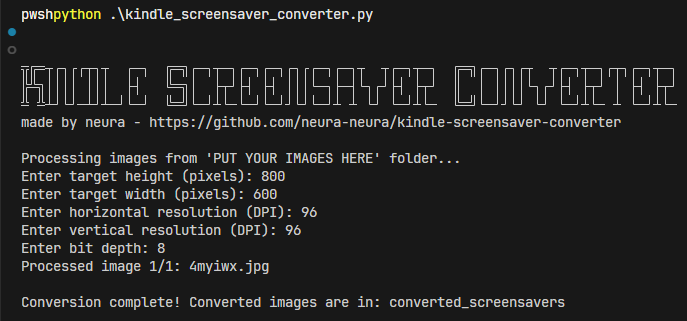 pwshpython .\kindle_screensaver_converter.py
KINDLE SCREENSAVER CONVERTER
made by neura - https://github.com/neura-neura/kindle-screensaver-converter
Processing images from 'PUT YOUR IMAGES HERE' folder...
Enter target height (pixels): 800
Enter target width (pixels): 600
Enter horizontal resolution (DPI): 96
Enter vertical resolution (DPI): 96
Enter bit depth: 8
Processed image 1/1: 4myiwx.jpg
Conversion complete! Converted images are in: converted_screensavers